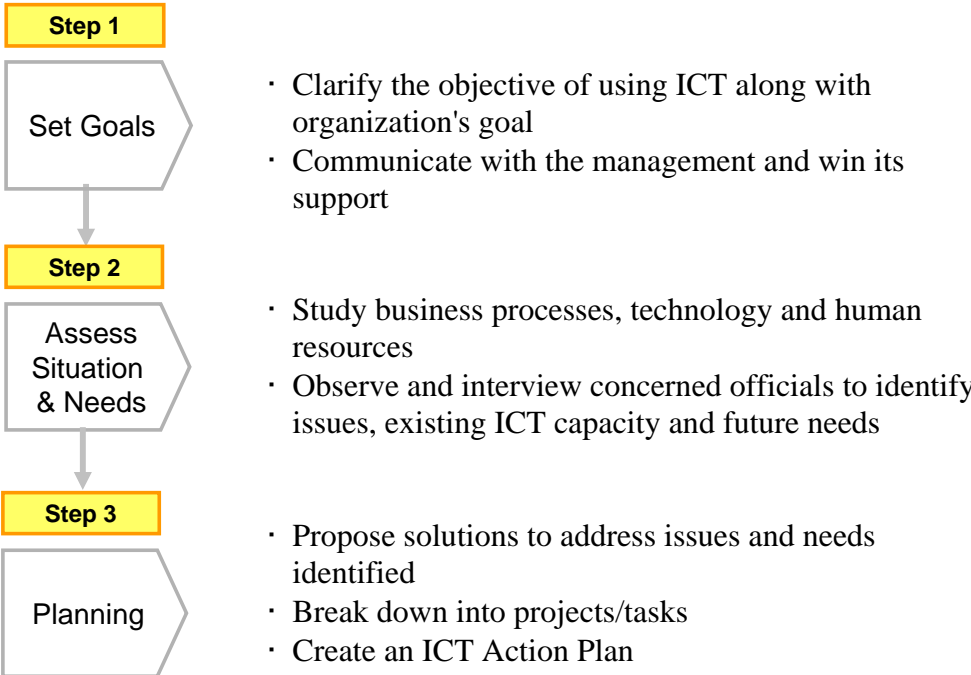 Step 1
Set Goals
· Clarify the objective of using ICT along with
organization's goal
· Communicate with the management and win its
support
Step 2
Assess
Situation
& Needs
· Study business processes, technology and human
resources
· Observe and interview concerned officials to identify
issues, existing ICT capacity and future needs
Step 3
Planning
· Propose solutions to address issues and needs
identified
· Break down into projects/tasks
· Create an ICT Action Plan